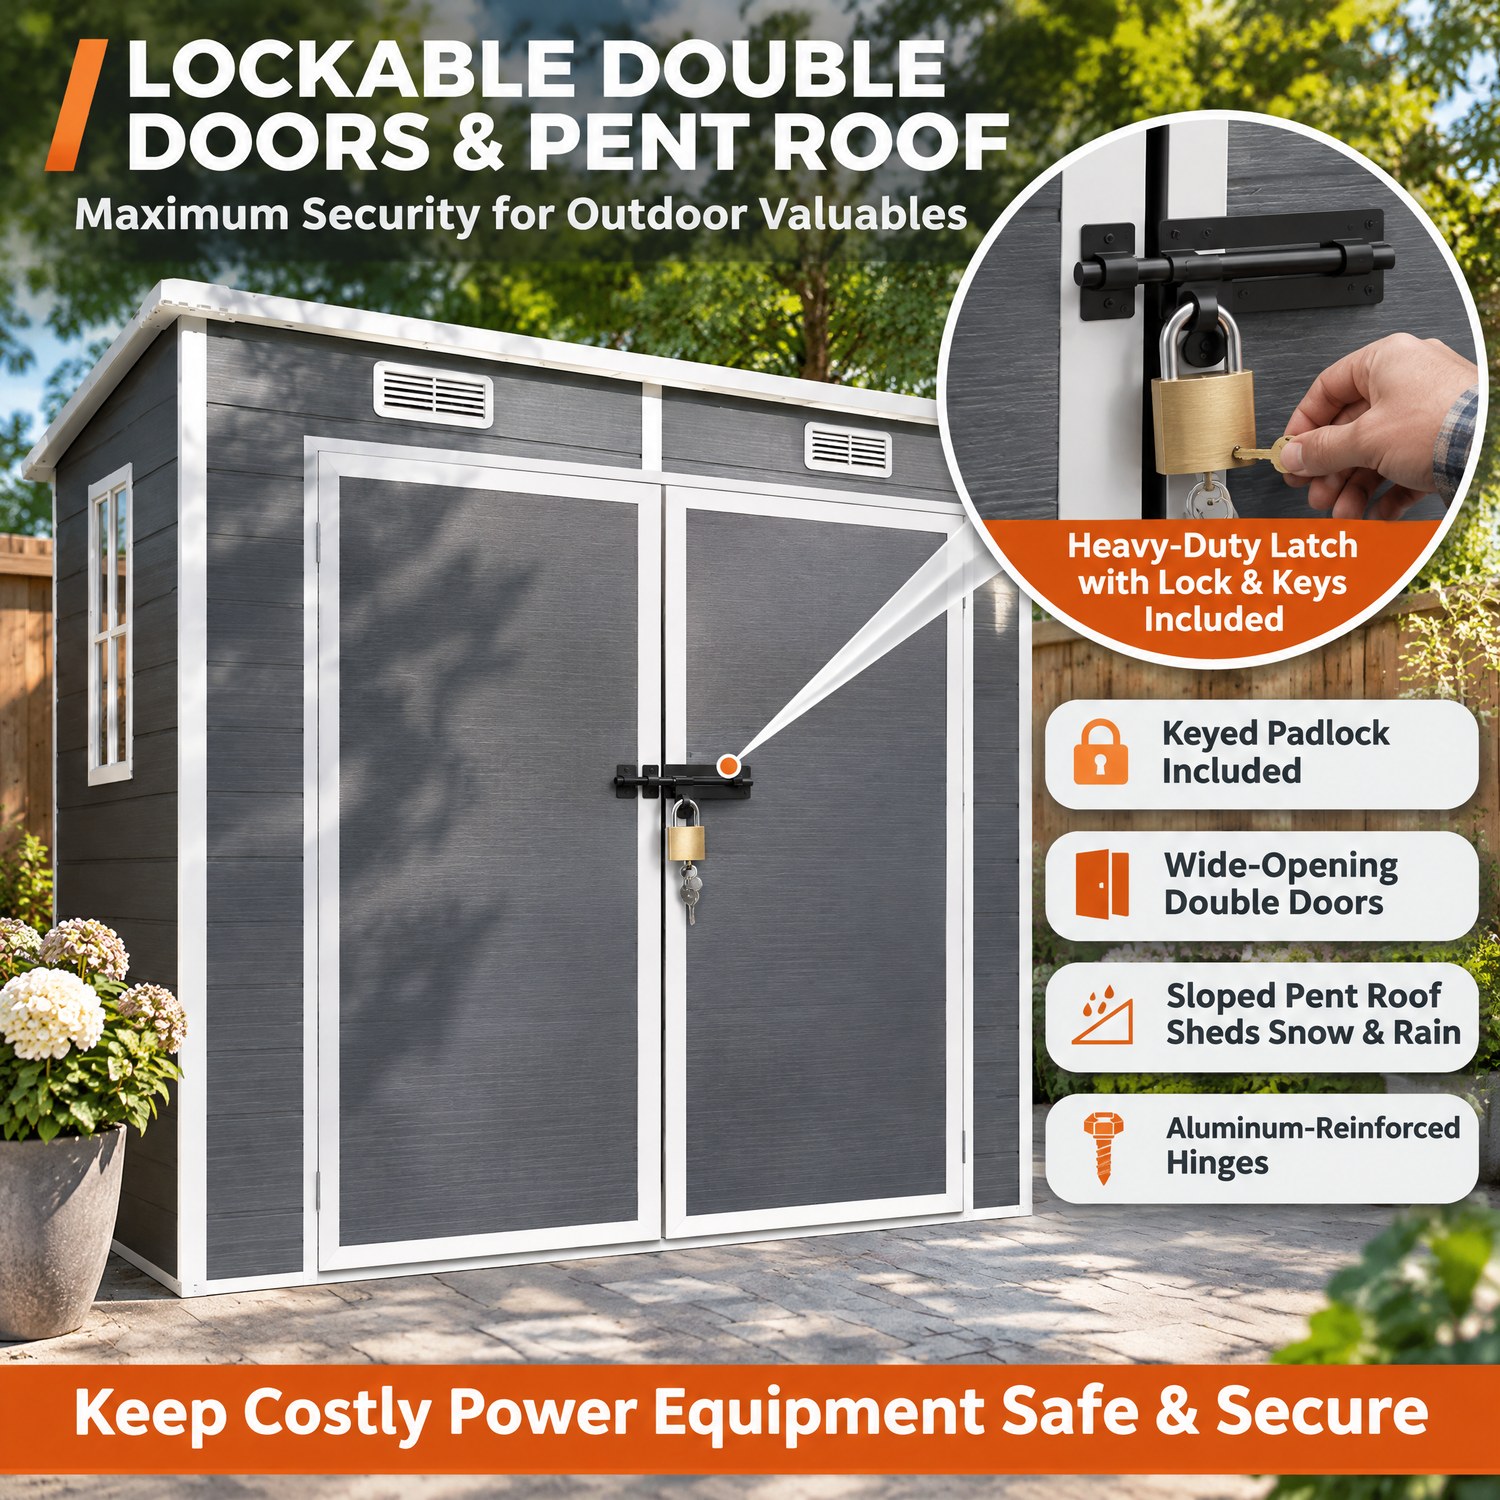 LOCKABLE DOUBLE
DOORS & PENT ROOF
Maximum Security for Outdoor Valuables
Heavy-Duty Latch
with Lock & Keys
Included
Keyed Padlock
Included
Wide-Opening
Double Doors
Sloped Pent Roof
Sheds Snow & Rain
Aluminum-Reinforced
Hinges
Keep Costly Power Equipment Safe & Secure